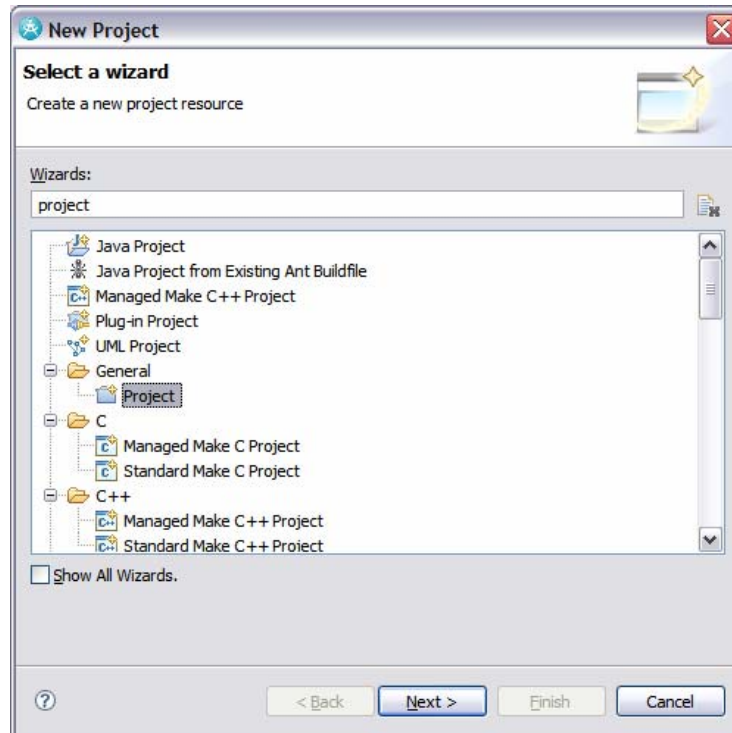 New Project
Select a wizard
Create a new project resource
Wizards:
project
Java Project
Java Project from Existing Ant Buildfile
Managed Make C++ Project
Plug-in Project
UML Project
General
Project
C
Managed Make C Project
Standard Make C Project
C++
Managed Make C++ Project
Standard Make C++ Project
Show All Wizards.
< Back Next > Finish Cancel